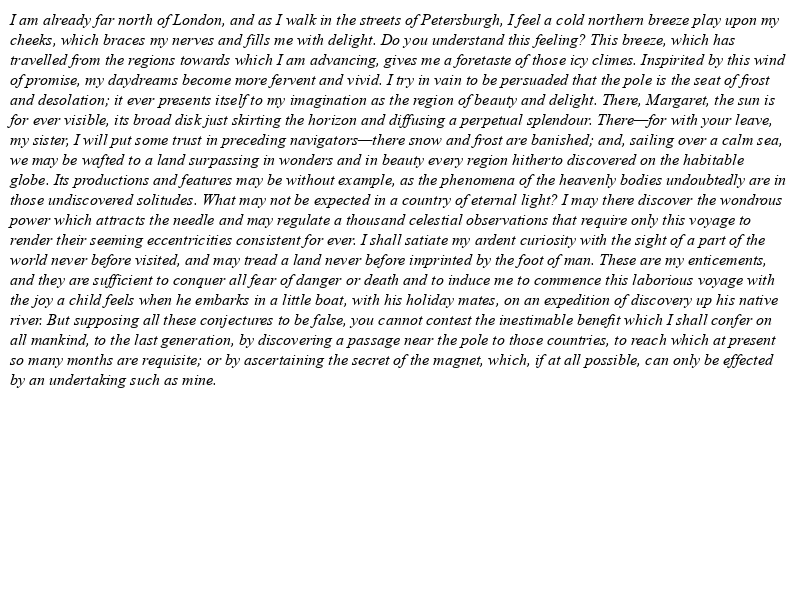 I am already far north of London, and as I walk in the streets of Petersburgh, I feel a cold northern breeze play upon my
cheeks, which braces my nerves and fills me with delight. Do you understand this feeling? This breeze, which has
travelled from the regions towards which I am advancing, gives me a foretaste of those icy climes. Inspirited by this wind
of promise, my daydreams become more fervent and vivid. I try in vain to be persuaded that the pole is the seat of frost
and desolation; it ever presents itself to my imagination as the region of beauty and delight. There, Margaret, the sun is
for ever visible, its broad disk just skirting the horizon and diffusing a perpetual splendour. There—for with your leave,
my sister, I will put some trust in preceding navigators—there snow and frost are banished; and, sailing over a calm sea,
we may be wafted to a land surpassing in wonders and in beauty every region hitherto discovered on the habitable
globe. Its productions and features may be without example, as the phenomena of the heavenly bodies undoubtedly are in
those undiscovered solitudes. What may not be expected in a country of eternal light? I may there discover the wondrous
power which attracts the needle and may regulate a thousand celestial observations that require only this voyage to
render their seeming eccentricities consistent for ever. I shall satiate my ardent curiosity with the sight of a part of the
world never before visited, and may tread a land never before imprinted by the foot of man. These are my enticements,
and they are sufficient to conquer all fear of danger or death and to induce me to commence this laborious voyage with
the joy a child feels when he embarks in a little boat, with his holiday mates, on an expedition of discovery up his native
river. But supposing all these conjectures to be false, you cannot contest the inestimable benefit which I shall confer on
all mankind, to the last generation, by discovering a passage near the pole to those countries, to reach which at present
so many months are requisite; or by ascertaining the secret of the magnet, which, if at all possible, can only be effected
by an undertaking such as mine.